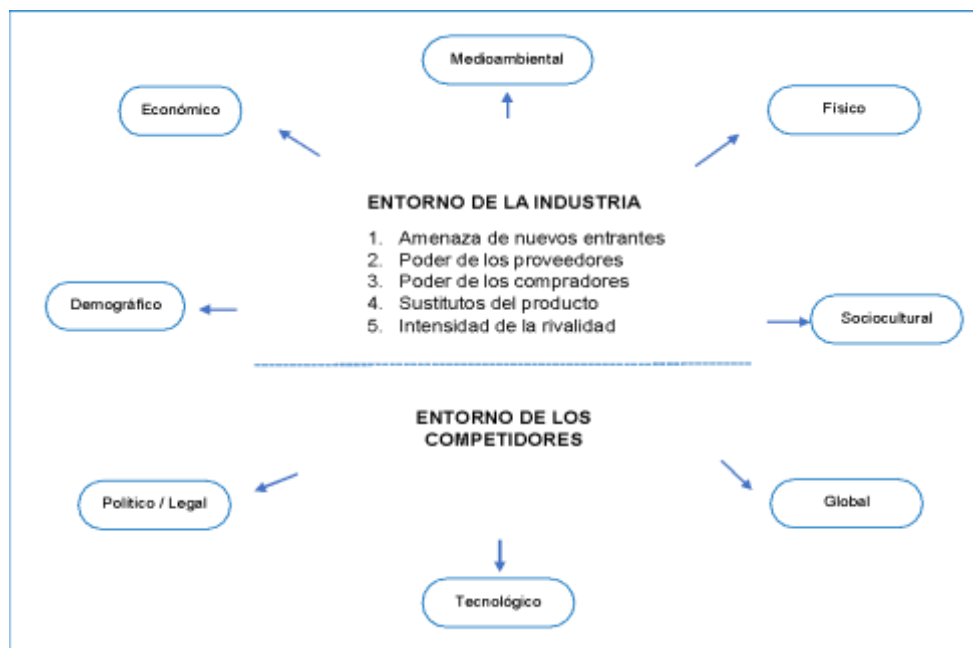 Medioambiental
Económico
Físico
ENTORNO DE LA INDUSTRIA
1. Amenaza de nuevos entrantes
2. Poder de los proveedores
3. Poder de los compradores
4. Sustitutos del producto
5. Intensidad de la rivalidad
Demográfico
Sociocultural
ENTORNO DE LOS
COMPETIDORES
Político / Legal
Global
Tecnológico